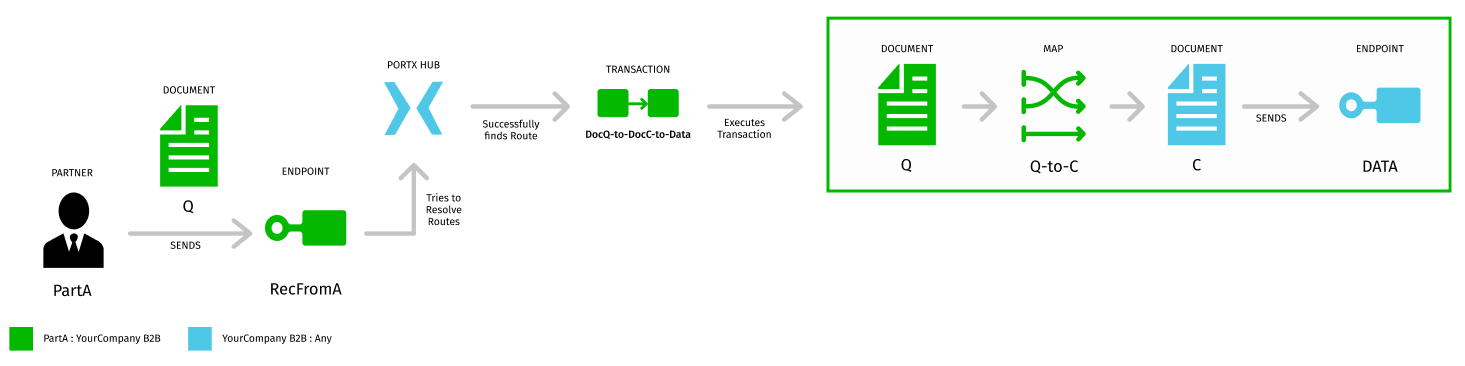 PARTNER
PartA
DOCUMENT
Q
SENDS
ENDPOINT
RecFromA
Tries to
Resolve
Routes
PORTX HUB
Successfully
finds Route
TRANSACTION
DocQ-to-DocC-to-Data
Executes
Transaction
DOCUMENT
Q
MAP
Q-to-C
DOCUMENT
C
SENDS
ENDPOINT
DATA
PartA : YourCompany B2B
YourCompany B2B : Any